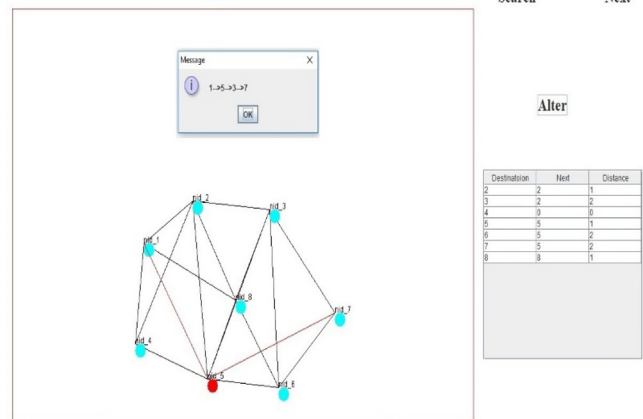 Search Next
Message X
1-->5-->3-->7
OK
Alter
Destinatoion Next Distance
2 2 1
3 2 2
4 0 0
5 5 1
6 5 2
7 5 2
8 8 1
nid_2
nid_3
nid_1
nid_8
nid_7
nid_4
nid_5
nid_6